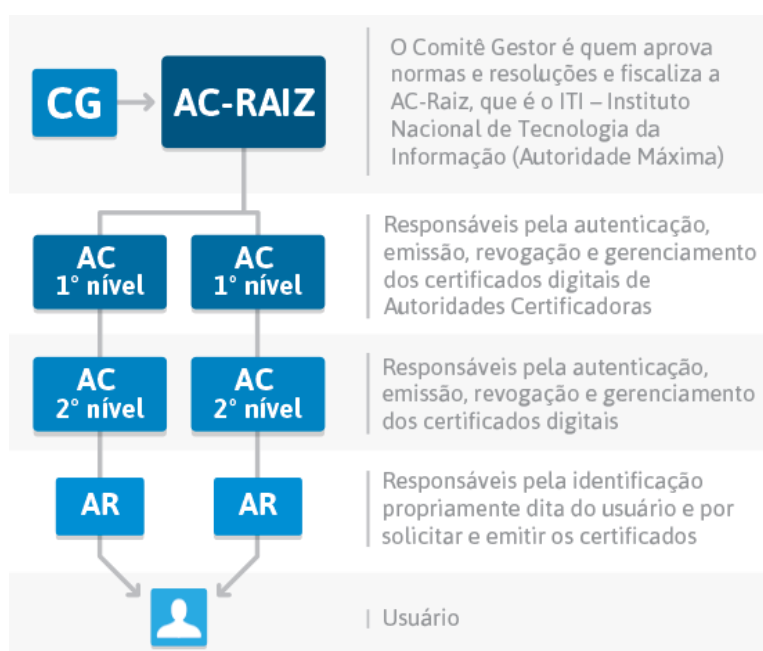 CG
AC-RAIZ
O Comitê Gestor é quem aprova
normas e resoluções e fiscaliza a
AC-Raiz, que é o ITI – Instituto
Nacional de Tecnologia da
Informação (Autoridade Máxima)
AC
1° nível
AC
1° nível
Responsáveis pela autenticação,
emissão, revogação e gerenciamento
dos certificados digitais de
Autoridades Certificadoras
AC
2° nível
AC
2° nível
Responsáveis pela autenticação,
emissão, revogação e gerenciamento
dos certificados digitais
AR
AR
Responsáveis pela identificação
propriamente dita do usuário e por
solicitar e emitir os certificados
Usuário